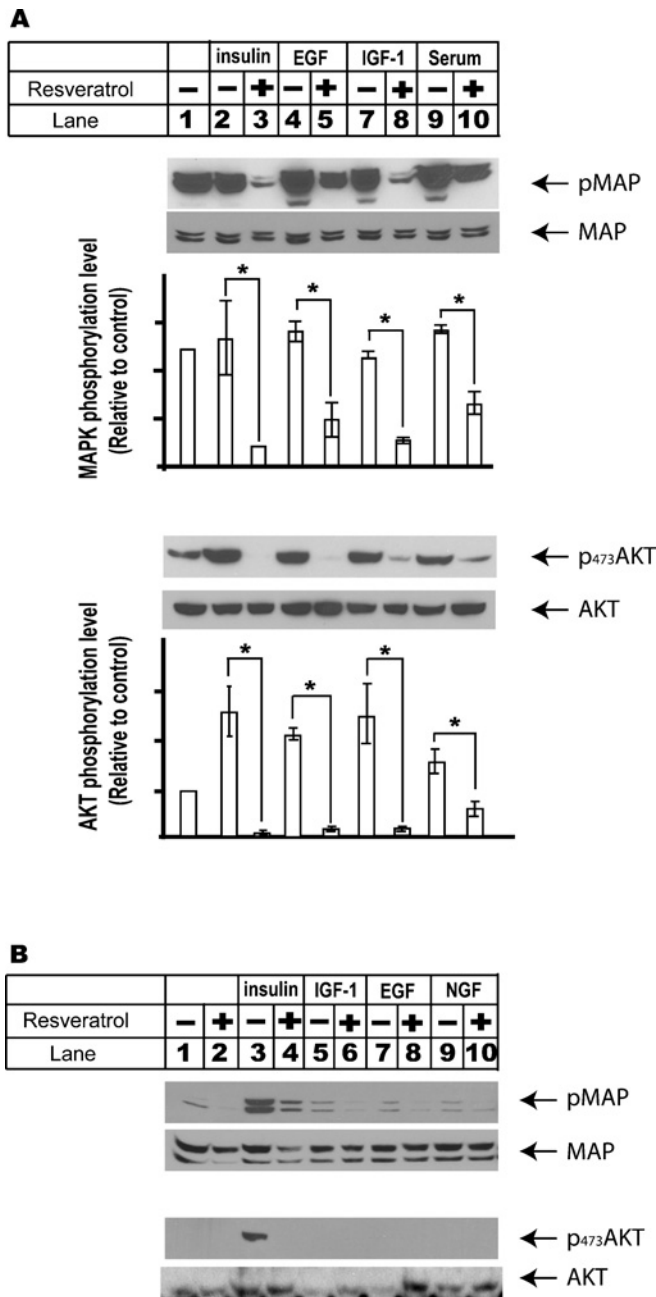 A
insulin EGF IGF-1 Serum
Resveratrol − − + − + − + − +
Lane 1 2 3 4 5 6 7 8 9 10
pMAP
MAP
MAPK phosphorylation level
(Relative to control)
* * * *
p473AKT
AKT
AKT phosphorylation level
(Relative to control)
* * * *
B
insulin IGF-1 EGF NGF
Resveratrol − + − + − + − + − +
Lane 1 2 3 4 5 6 7 8 9 10
pMAP
MAP
p473AKT
AKT